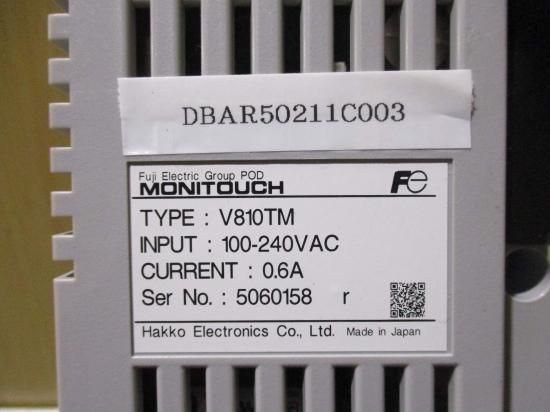 DBAR50211C003
Fuji Electric Group POD
MONITOUCH
Fe
TYPE : V810TM
INPUT : 100-240VAC
CURRENT : 0.6A
Ser No. : 5060158 r
Hakko Electronics Co., Ltd. Made in Japan